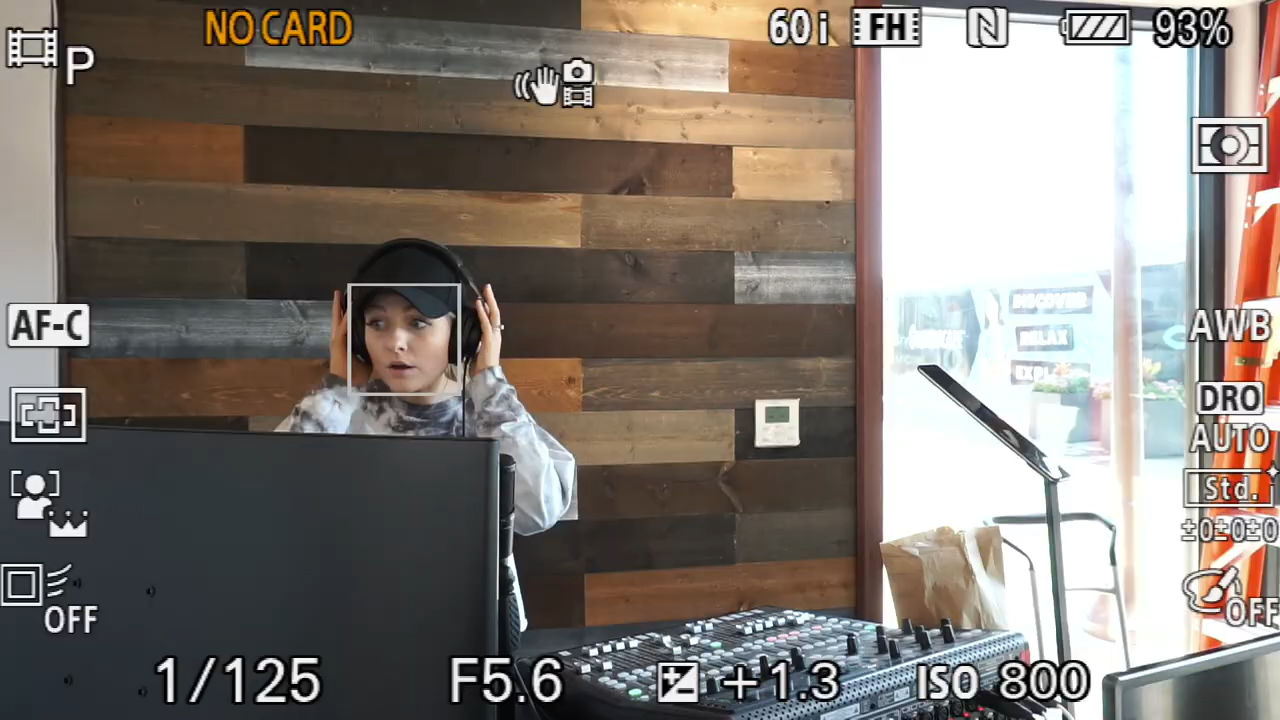 NO CARD
60i FH N 93%
P
DISCOVER
RELAX
AF-C
AWB
DRO
AUTO
Std.
±0±0±0
OFF
OFF
1/125 F5.6 +1.3 ISO 800